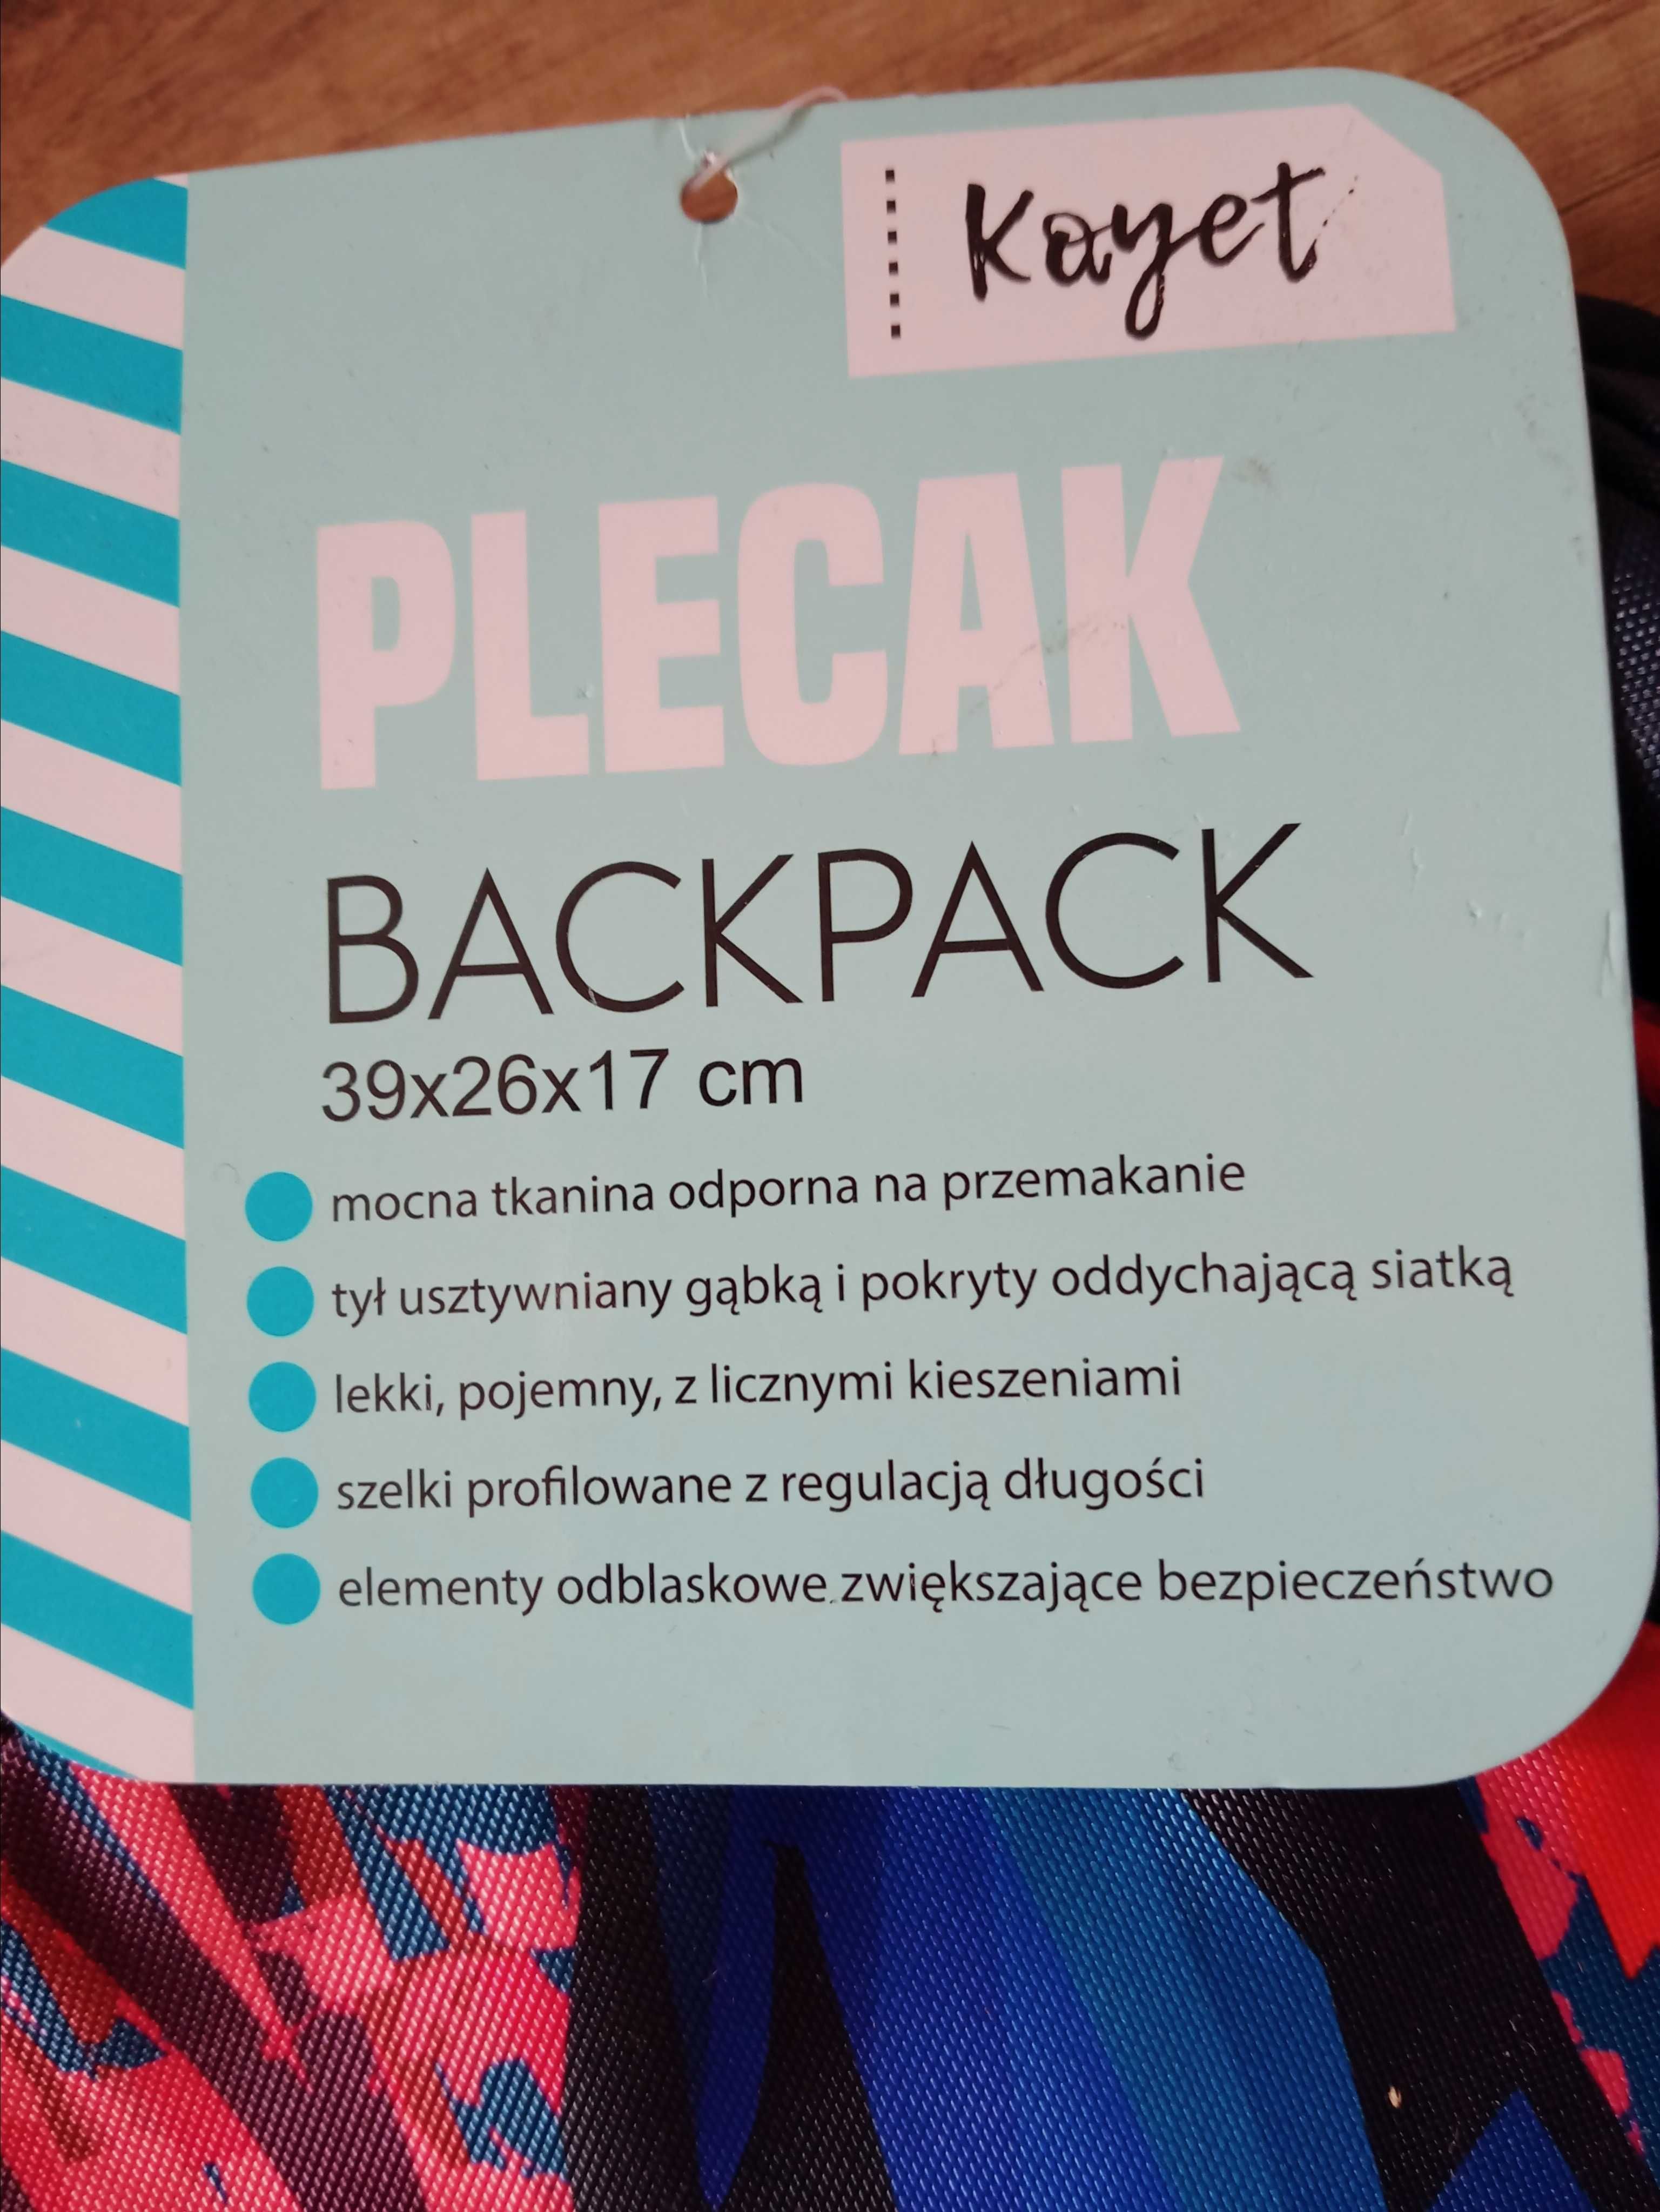 Kayet
PLECAK
BACKPACK
39x26x17 cm
mocna tkanina odporna na przemakanie
tył usztywniany gąbką i pokryty oddychającą siatką
lekki, pojemny, z licznymi kieszeniami
szelki profilowane z regulacją długości
elementy odblaskowe zwiększające bezpieczeństwo